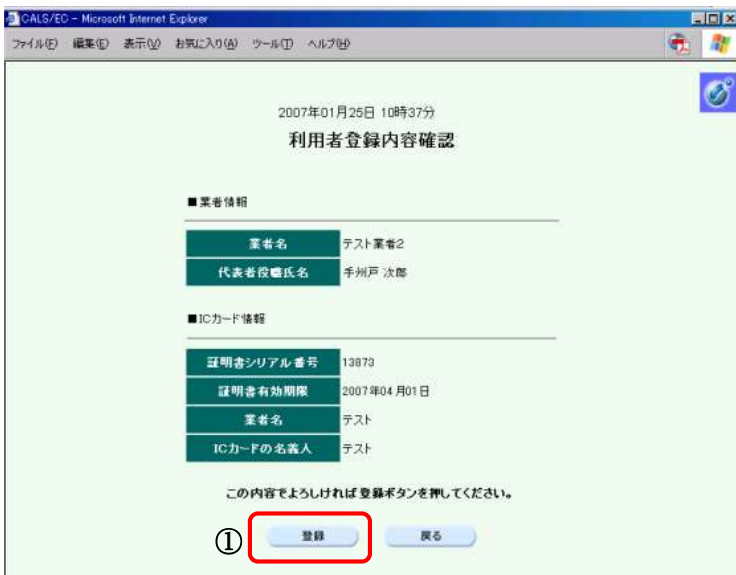 CALS/EC - Microsoft Internet Explorer
ファイル(F) 編集(E) 表示(V) お気に入り(A) ツール(T) ヘルプ(H)
2007年01月25日 10時37分
利用者登録内容確認
■業者情報
業者名 テスト業者2
代表者役職氏名 手州戸 次郎
■ICカード情報
証明書シリアル番号 13873
証明書有効期限 2007年04月01日
業者名 テスト
ICカードの名義人 テスト
この内容でよろしければ登録ボタンを押してください。
① 登録 戻る